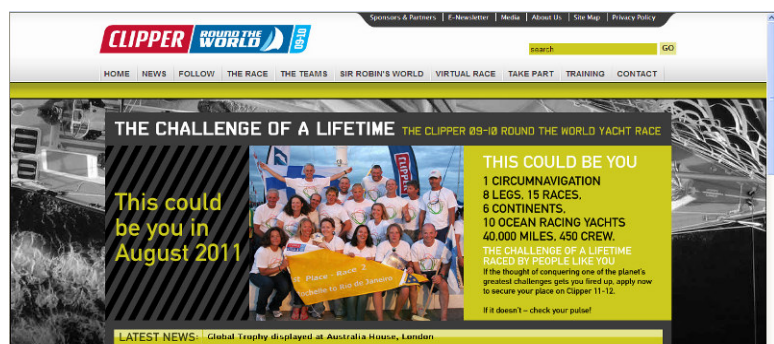 Sponsors & Partners | E-Newsletter | Media | About Us | Site Map | Privacy Policy
CLIPPER ROUND THE WORLD 09-10
search GO
HOME NEWS FOLLOW THE RACE THE TEAMS SIR ROBIN'S WORLD VIRTUAL RACE TAKE PART TRAINING CONTACT
THE CHALLENGE OF A LIFETIME THE CLIPPER 09-10 ROUND THE WORLD YACHT RACE
This could
be you in
August 2011
CLIPPER
st Place - Race 2
ochelle to Rio de Janeiro
THIS COULD BE YOU
1 CIRCUMNAVIGATION
8 LEGS, 15 RACES,
6 CONTINENTS,
10 OCEAN RACING YACHTS
40,000 MILES, 450 CREW,
THE CHALLENGE OF A LIFETIME
RACED BY PEOPLE LIKE YOU
If the thought of conquering one of the planet's
greatest challenges gets you fired up, apply now
to secure your place on Clipper 11-12.
If it doesn't – check your pulse!
LATEST NEWS: Global Trophy displayed at Australia House, London